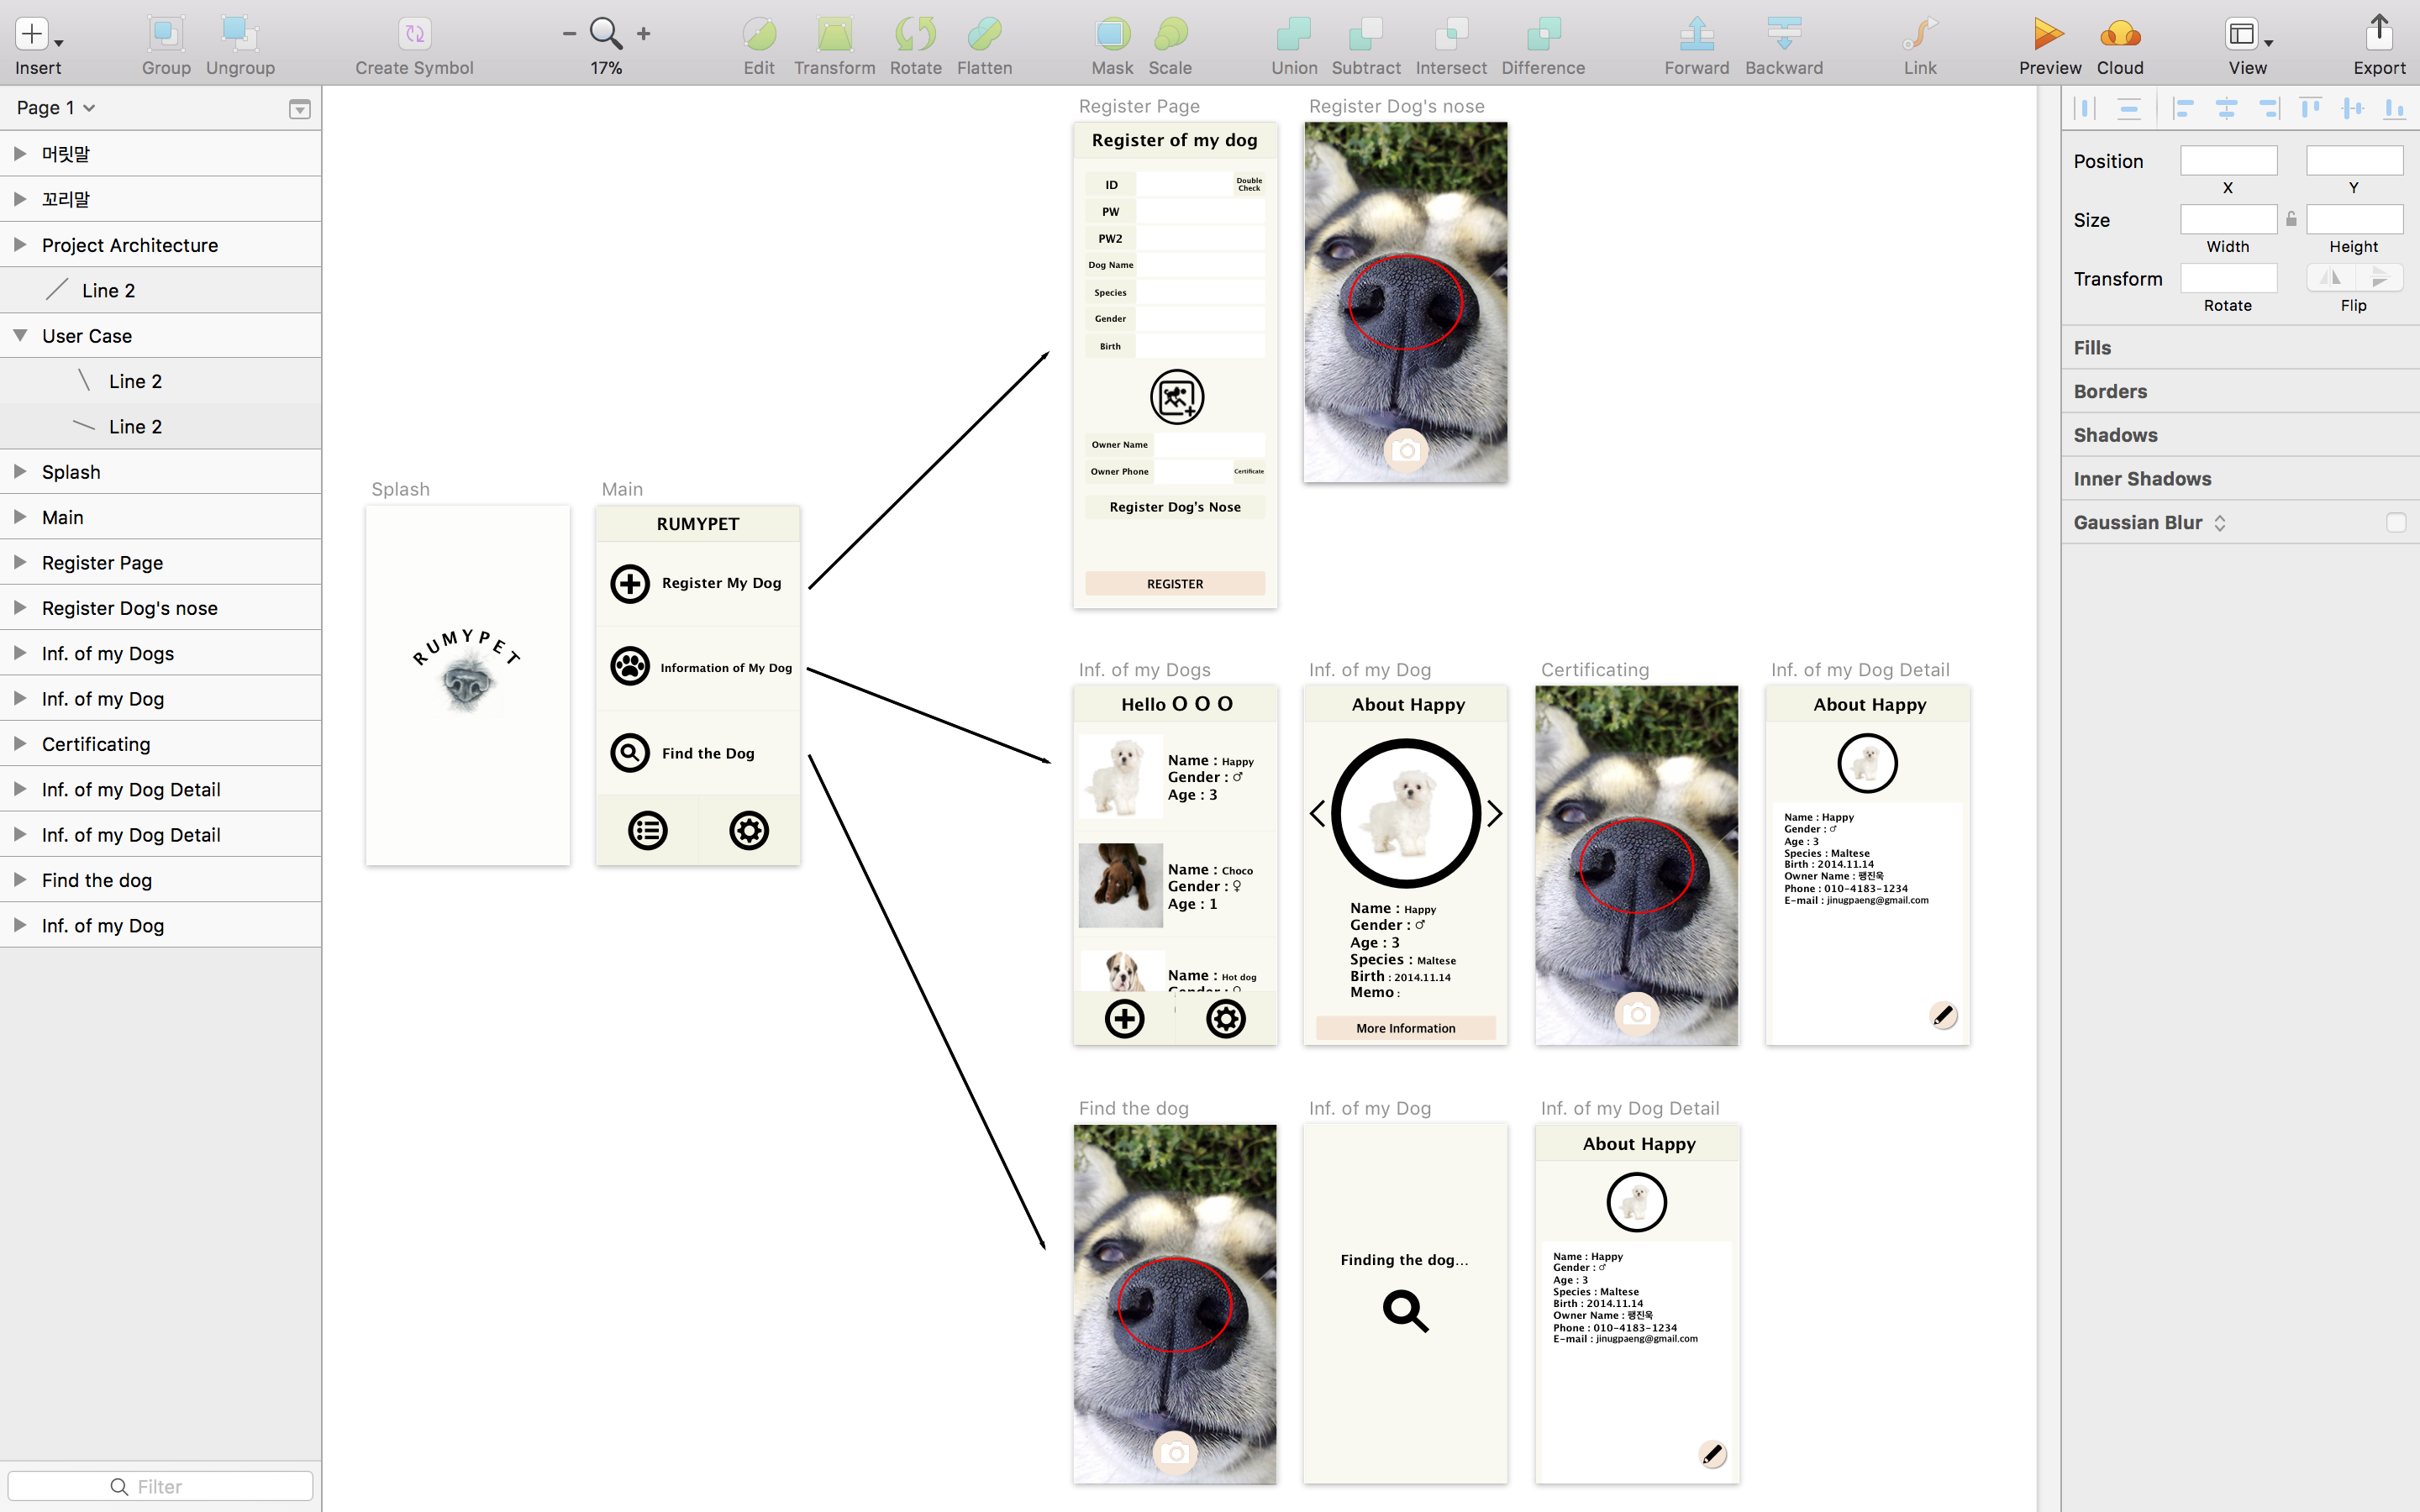 Insert
Group
Ungroup
Create Symbol
17%
Edit
Transform
Rotate
Flatten
Mask
Scale
Union
Subtract
Intersect
Difference
Forward
Backward
Link
Preview
Cloud
View
Export
Page 1
머릿말
꼬리말
Project Architecture
Line 2
User Case
Line 2
Line 2
Splash
Main
Register Page
Register Dog's nose
Inf. of my Dogs
Inf. of my Dog
Certificating
Inf. of my Dog Detail
Inf. of my Dog Detail
Find the dog
Inf. of my Dog
Filter
Splash
RUMYPET
Main
RUMYPET
Register My Dog
Information of My Dog
Find the Dog
Register Page
Register of my dog
ID
Double
Check
PW
PW2
Dog Name
Species
Gender
Birth
Owner Name
Owner Phone
Certificate
Register Dog's Nose
REGISTER
Register Dog's nose
Inf. of my Dogs
Hello O O O
Name : Happy
Gender : ♂
Age : 3
Name : Choco
Gender : ♀
Age : 1
Name : Hot dog
Gender : ♀
Inf. of my Dog
About Happy
Name : Happy
Gender : ♂
Age : 3
Species : Maltese
Birth : 2014.11.14
Memo :
More Information
Certificating
Inf. of my Dog Detail
About Happy
Name : Happy
Gender : ♂
Age : 3
Species : Maltese
Birth : 2014.11.14
Owner Name : 팽진욱
Phone : 010-4183-1234
E-mail : jinugpaeng@gmail.com
Find the dog
Inf. of my Dog
Finding the dog...
Inf. of my Dog Detail
About Happy
Name : Happy
Gender : ♂
Age : 3
Species : Maltese
Birth : 2014.11.14
Owner Name : 팽진욱
Phone : 010-4183-1234
E-mail : jinugpaeng@gmail.com
Position
X
Y
Size
Width
Height
Transform
Rotate
Flip
Fills
Borders
Shadows
Inner Shadows
Gaussian Blur